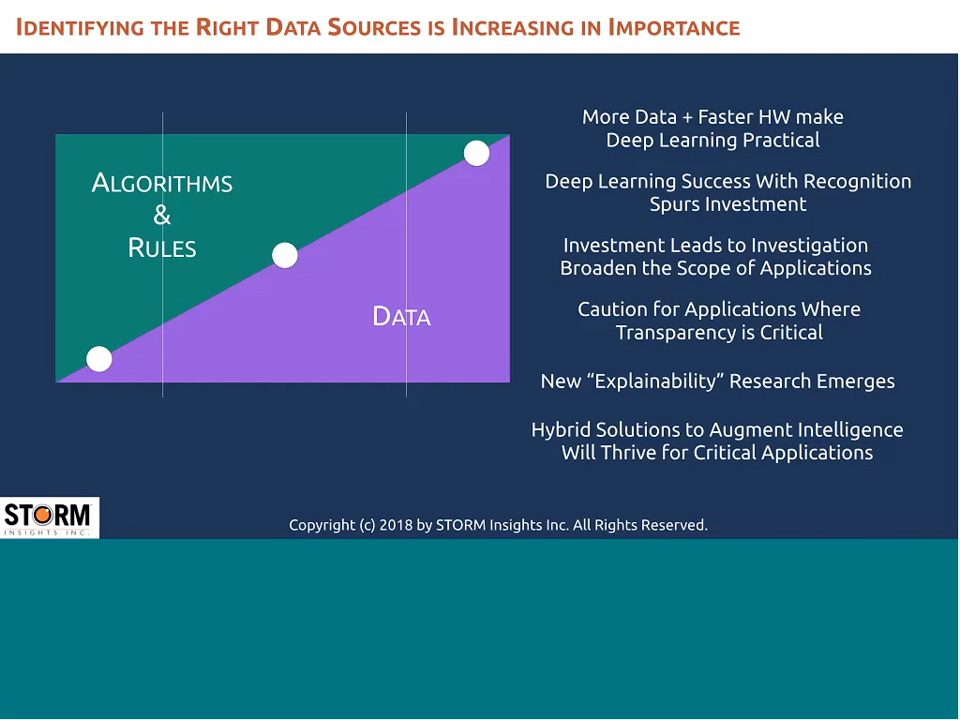 IDENTIFYING THE RIGHT DATA SOURCES IS INCREASING IN IMPORTANCE
ALGORITHMS
&
RULES
DATA
More Data + Faster HW make
Deep Learning Practical
Deep Learning Success With Recognition
Spurs Investment
Investment Leads to Investigation
Broaden the Scope of Applications
Caution for Applications Where
Transparency is Critical
New “Explainability” Research Emerges
Hybrid Solutions to Augment Intelligence
Will Thrive for Critical Applications
STORM
INSIGHTS INC.
Copyright (c) 2018 by STORM Insights Inc. All Rights Reserved.